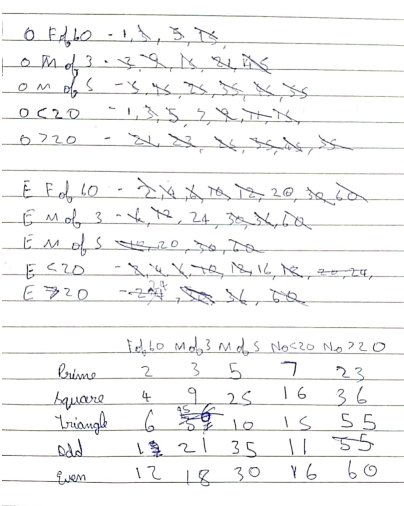 O F of 60 - 1, 3, 5, 15,
O M of 3 - 3, 9, 15, 21, 45
O M of 5 - 5, 15, 25, 35, 45, 55
O < 20 - 1, 3, 5, 7, 9, 11, 15,
O > 20 - 21, 23, 25, 35, 45, 55
E F of 60 - 2, 4, 6, 10, 12, 20, 30, 60
E M of 3 - 6, 12, 24, 30, 36, 60
E M of 5 20, 30, 60
E < 20 - 2, 4, 6, 10, 12, 16, 18, 20, 24,
E > 20 - 24, 30, 36, 60
F of 60 M of 3 M of 5 No < 20 No > 20
Prime 2 3 5 7 23
Square 4 9 25 16 36
Triangle 6 45 10 15 55
Odd 1 21 35 11 55
Even 12 18 30 16 60